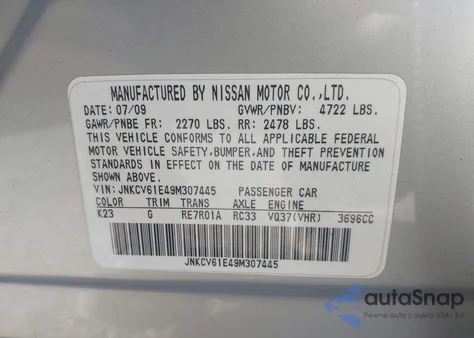 MANUFACTURED BY NISSAN MOTOR CO.,LTD.
DATE: 07/09 GVWR/PNBV: 4722 LBS.
GAWR/PNBE FR: 2270 LBS. RR: 2478 LBS.
THIS VEHICLE CONFORMS TO ALL APPLICABLE FEDERAL
MOTOR VEHICLE SAFETY, BUMPER, AND THEFT PREVENTION
STANDARDS IN EFFECT ON THE DATE OF MANUFACTURE
SHOWN ABOVE.
VIN: JNKCV61E49M307445 PASSENGER CAR
COLOR TRIM TRANS AXLE ENGINE
K23 G RE7R01A RC33 VQ37(VHR) 3696CC
JNKCV61E49M307445
autoSnap